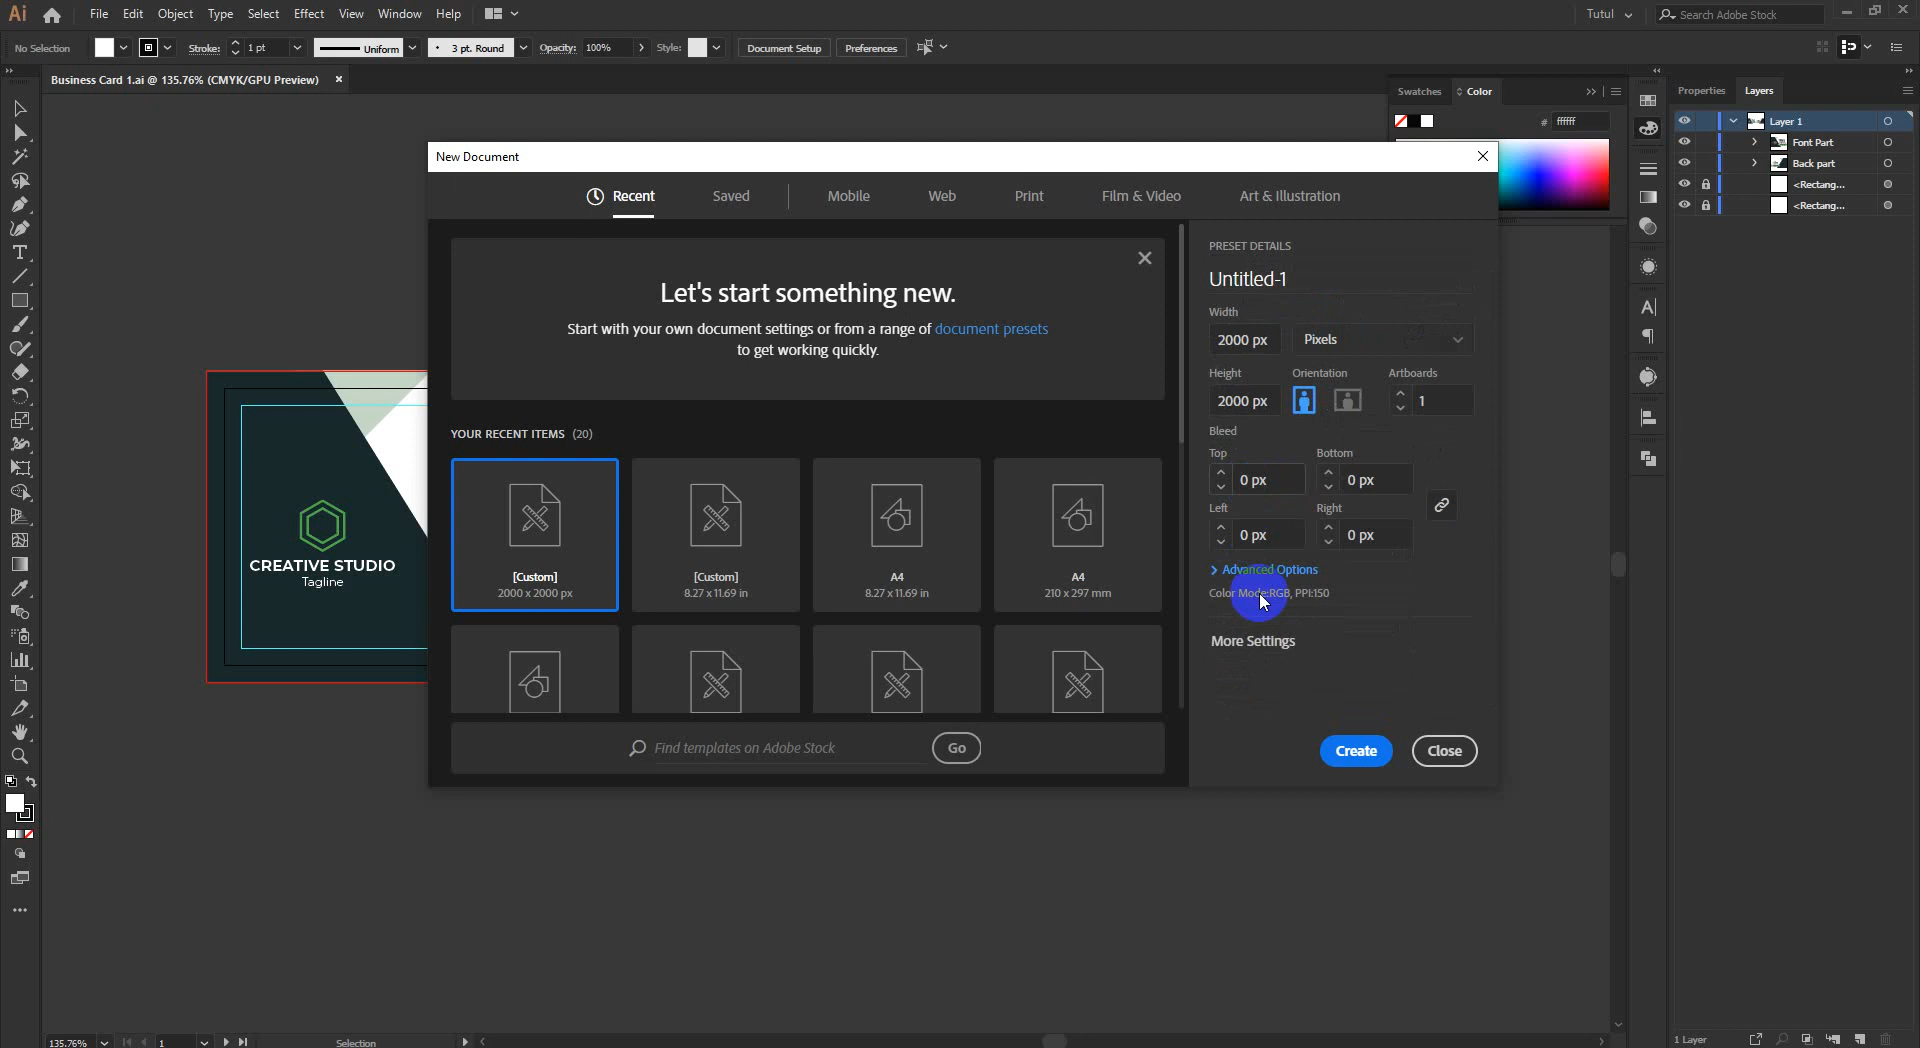 Ai File Edit Object Type Select Effect View Window Help Tutul Search Adobe Stock
No Selection Stroke: 1 pt Uniform 3 pt. Round Opacity: 100% Style: Document Setup Preferences
Business Card 1.ai @ 135.76% (CMYK/GPU Preview) ×
Swatches Color
# ffffff
Properties Layers
Layer 1
Font Part
Back part
<Rectang...
<Rectang...
New Document
Recent Saved Mobile Web Print Film & Video Art & Illustration
Let's start something new.
Start with your own document settings or from a range of document presets
to get working quickly.
YOUR RECENT ITEMS (20)
[Custom]
2000 x 2000 px
[Custom]
8.27 x 11.69 in
A4
8.27 x 11.69 in
A4
210 x 297 mm
Find templates on Adobe Stock Go
PRESET DETAILS
Untitled-1
Width
2000 px Pixels
Height Orientation Artboards
2000 px 1
Bleed
Top Bottom
0 px 0 px
Left Right
0 px 0 px
> Advanced Options
Color Mode:RGB, PPI:150
More Settings
Create Close
CREATIVE STUDIO
Tagline
135.76% 1 Selection
1 Layer